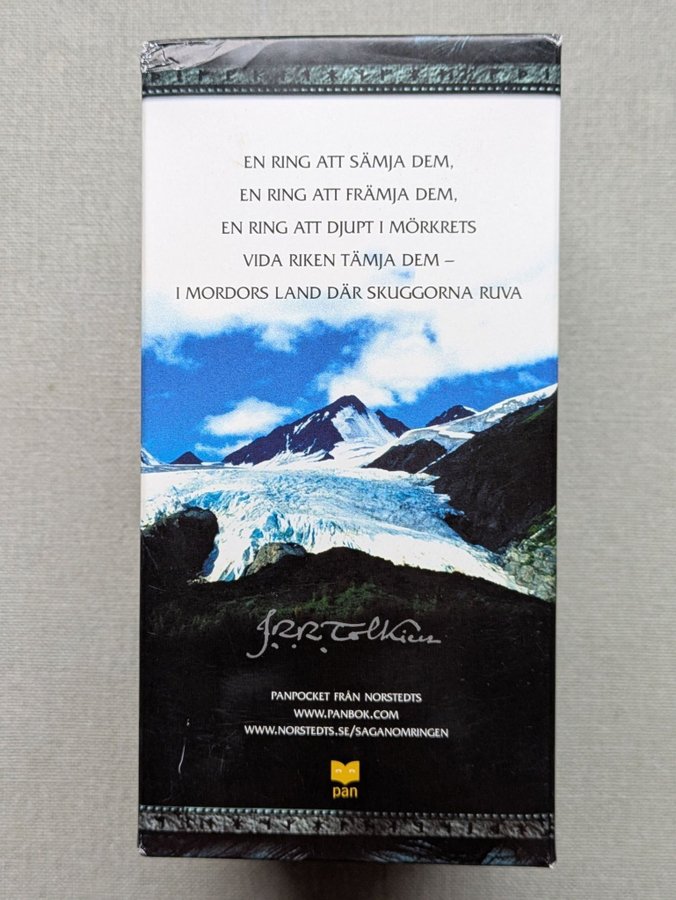 EN RING ATT SÄMJA DEM,
EN RING ATT FRÄMJA DEM,
EN RING ATT DJUPT I MÖRKRETS
VIDA RIKEN TÄMJA DEM –
I MORDORS LAND DÄR SKUGGORNA RUVA
J.R.R. Tolkien
PANPOCKET FRÅN NORSTEDTS
WWW.PANBOK.COM
WWW.NORSTEDTS.SE/SAGANOMRINGEN
pan